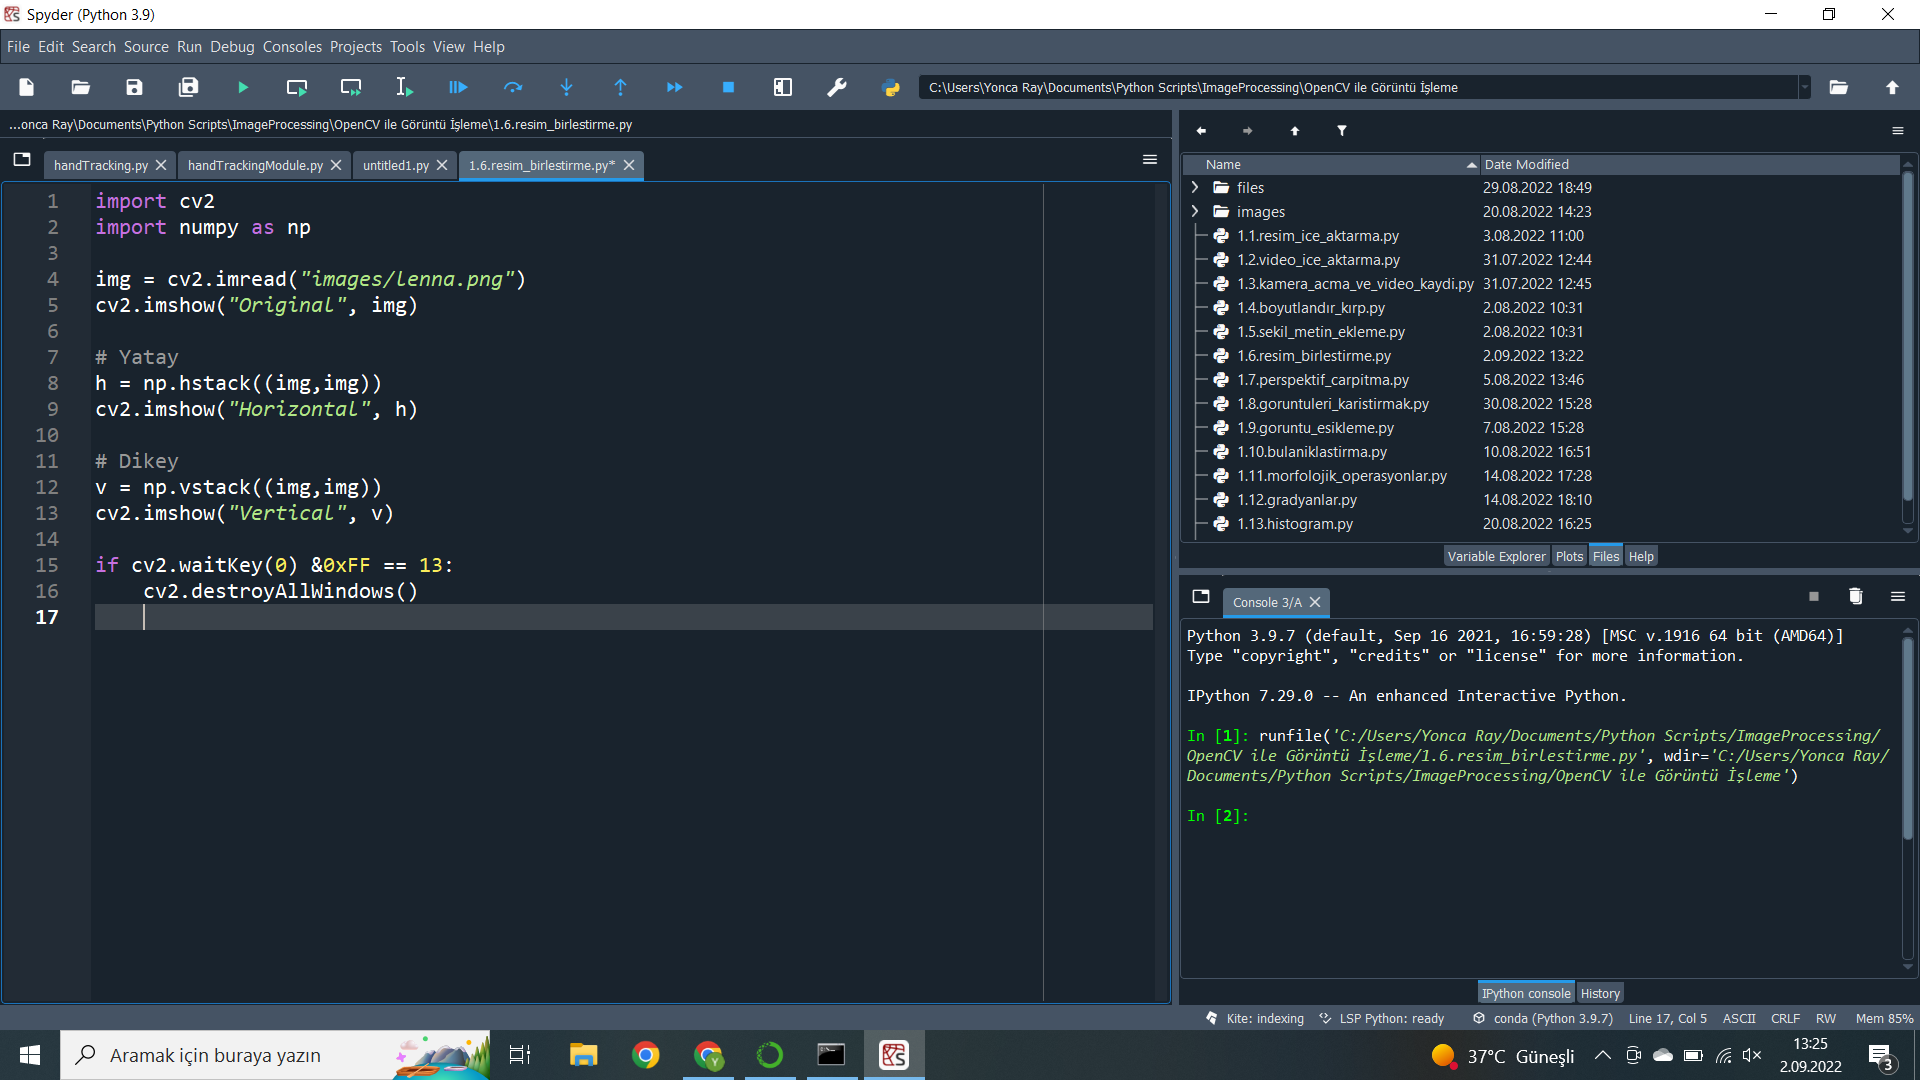 Spyder (Python 3.9)
File Edit Search Source Run Debug Consoles Projects Tools View Help
C:\Users\Yonca Ray\Documents\Python Scripts\ImageProcessing\OpenCV ile Görüntü İşleme
...onca Ray\Documents\Python Scripts\ImageProcessing\OpenCV ile Görüntü İşleme\1.6.resim_birlestirme.py
handTracking.py handTrackingModule.py untitled1.py 1.6.resim_birlestirme.py*
1 import cv2
2 import numpy as np
3
4 img = cv2.imread("images/lenna.png")
5 cv2.imshow("Original", img)
6
7 # Yatay
8 h = np.hstack((img,img))
9 cv2.imshow("Horizontal", h)
10
11 # Dikey
12 v = np.vstack((img,img))
13 cv2.imshow("Vertical", v)
14
15 if cv2.waitKey(0) &0xFF == 13:
16     cv2.destroyAllWindows()
17
Name Date Modified
files 29.08.2022 18:49
images 20.08.2022 14:23
1.1.resim_ice_aktarma.py 3.08.2022 11:00
1.2.video_ice_aktarma.py 31.07.2022 12:44
1.3.kamera_acma_ve_video_kaydi.py 31.07.2022 12:45
1.4.boyutlandır_kırp.py 2.08.2022 10:31
1.5.sekil_metin_ekleme.py 2.08.2022 10:31
1.6.resim_birlestirme.py 2.09.2022 13:22
1.7.perspektif_carpitma.py 5.08.2022 13:46
1.8.goruntuleri_karistirmak.py 30.08.2022 15:28
1.9.goruntu_esikleme.py 7.08.2022 15:28
1.10.bulaniklastirma.py 10.08.2022 16:51
1.11.morfolojik_operasyonlar.py 14.08.2022 17:28
1.12.gradyanlar.py 14.08.2022 18:10
1.13.histogram.py 20.08.2022 16:25
Variable Explorer Plots Files Help
Console 3/A
Python 3.9.7 (default, Sep 16 2021, 16:59:28) [MSC v.1916 64 bit (AMD64)]
Type "copyright", "credits" or "license" for more information.
IPython 7.29.0 -- An enhanced Interactive Python.
In [1]: runfile('C:/Users/Yonca Ray/Documents/Python Scripts/ImageProcessing/
OpenCV ile Görüntü İşleme/1.6.resim_birlestirme.py', wdir='C:/Users/Yonca Ray/
Documents/Python Scripts/ImageProcessing/OpenCV ile Görüntü İşleme')
In [2]:
IPython console History
Kite: indexing LSP Python: ready conda (Python 3.9.7) Line 17, Col 5 ASCII CRLF RW Mem 85%
Aramak için buraya yazın
Y
37°C Güneşli
13:25
2.09.2022
3